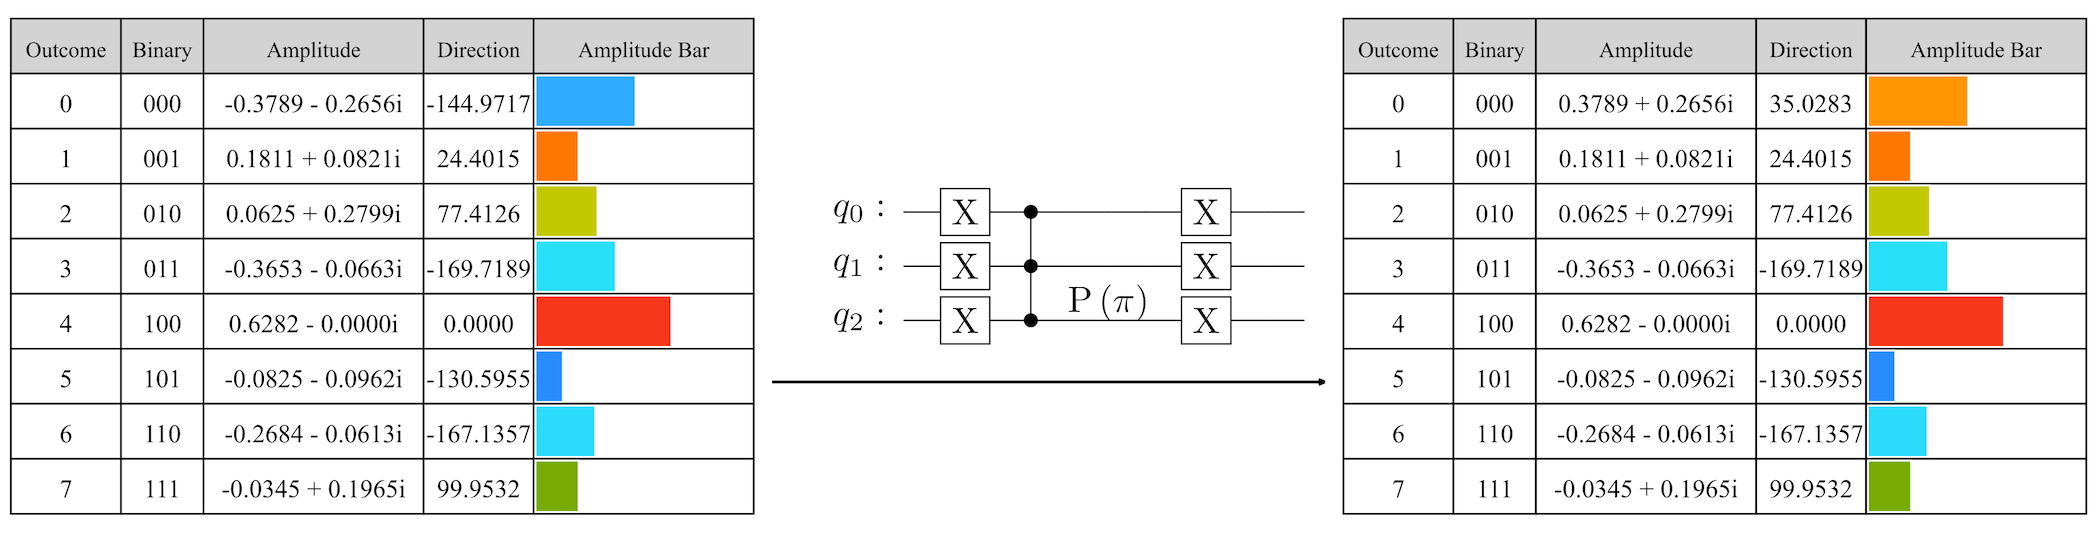 Outcome Binary Amplitude Direction Amplitude Bar
0 000 -0.3789 - 0.2656i -144.9717
1 001 0.1811 + 0.0821i 24.4015
2 010 0.0625 + 0.2799i 77.4126
3 011 -0.3653 - 0.0663i -169.7189
4 100 0.6282 - 0.0000i 0.0000
5 101 -0.0825 - 0.0962i -130.5955
6 110 -0.2684 - 0.0613i -167.1357
7 111 -0.0345 + 0.1965i 99.9532
q0 : X X
q1 : X X
P (π)
q2 : X X
Outcome Binary Amplitude Direction Amplitude Bar
0 000 0.3789 + 0.2656i 35.0283
1 001 0.1811 + 0.0821i 24.4015
2 010 0.0625 + 0.2799i 77.4126
3 011 -0.3653 - 0.0663i -169.7189
4 100 0.6282 - 0.0000i 0.0000
5 101 -0.0825 - 0.0962i -130.5955
6 110 -0.2684 - 0.0613i -167.1357
7 111 -0.0345 + 0.1965i 99.9532